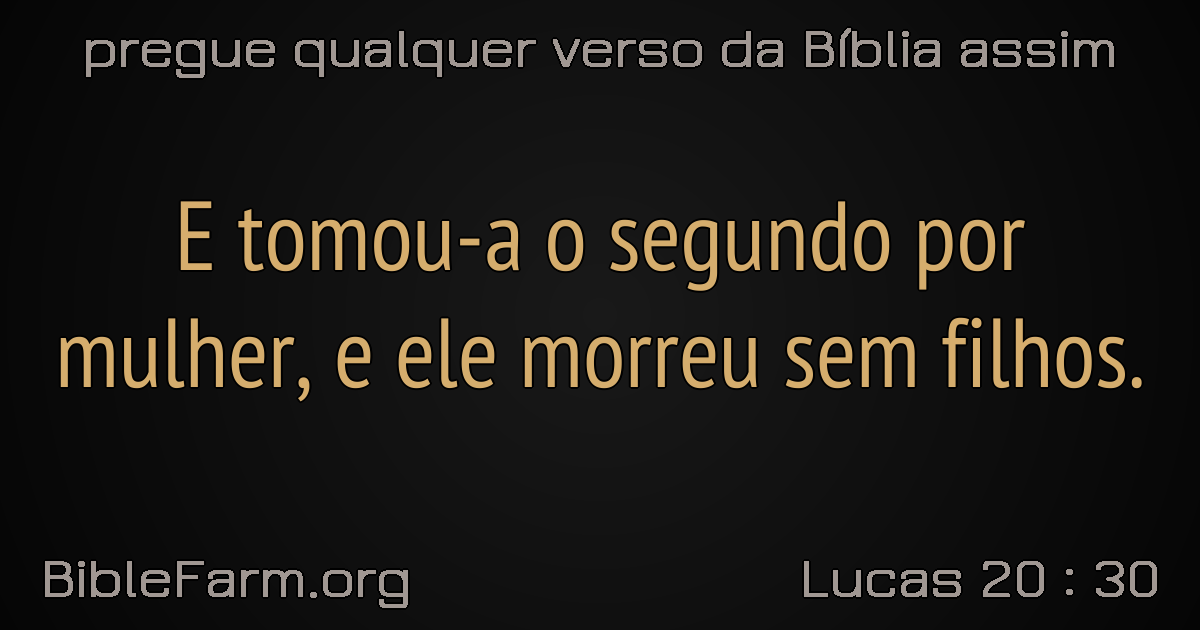 pregue qualquer verso da Bíblia assim
E tomou-a o segundo por
mulher, e ele morreu sem filhos.
BibleFarm.org
Lucas 20 : 30